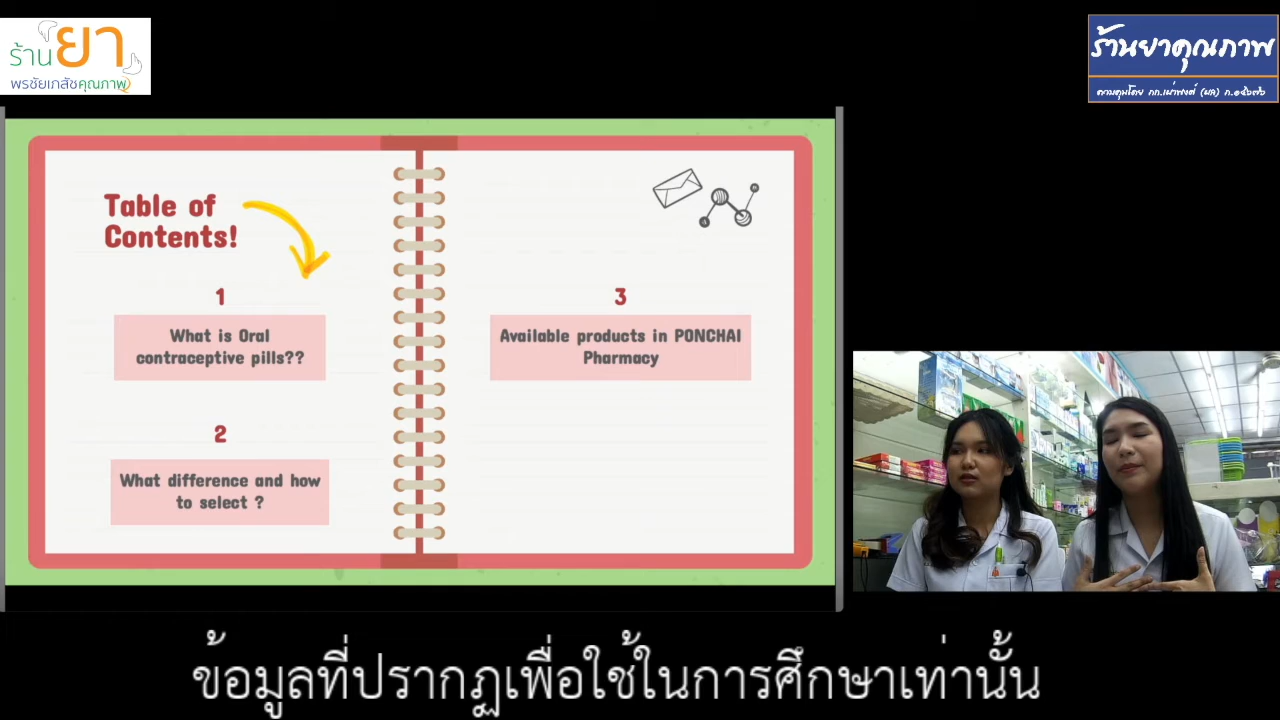 ร้าน ยา
พรชัยเภสัชคุณภาพ
ร้านยาคุณภาพ
Table of
Contents!
1
What is Oral
contraceptive pills??
2
What difference and how
to select ?
3
Available products in PONCHAI
Pharmacy
ข้อมูลที่ปรากฏเพื่อใช้ในการศึกษาเท่านั้น